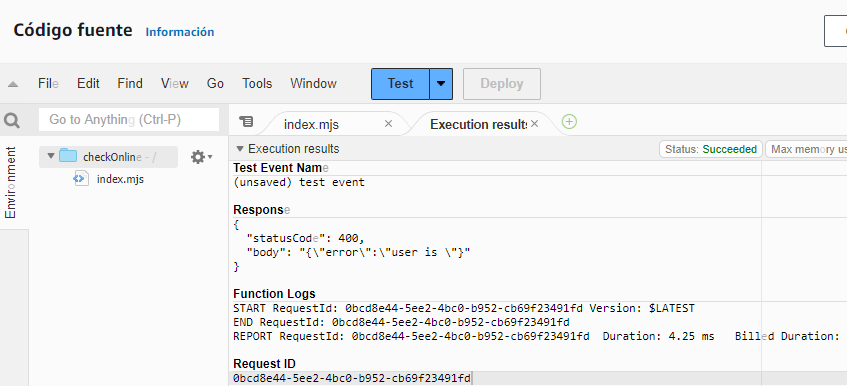 Código fuente Información
File Edit Find View Go Tools Window Test Deploy
Go to Anything (Ctrl-P) index.mjs Execution results
Environment
checkOnline - /
index.mjs
Execution results Status: Succeeded Max memory us
Test Event Name
(unsaved) test event
Response
{
"statusCode": 400,
"body": "{\"error\":\"user is \"}"
}
Function Logs
START RequestId: 0bcd8e44-5ee2-4bc0-b952-cb69f23491fd Version: $LATEST
END RequestId: 0bcd8e44-5ee2-4bc0-b952-cb69f23491fd
REPORT RequestId: 0bcd8e44-5ee2-4bc0-b952-cb69f23491fd Duration: 4.25 ms Billed Duration:
Request ID
0bcd8e44-5ee2-4bc0-b952-cb69f23491fd